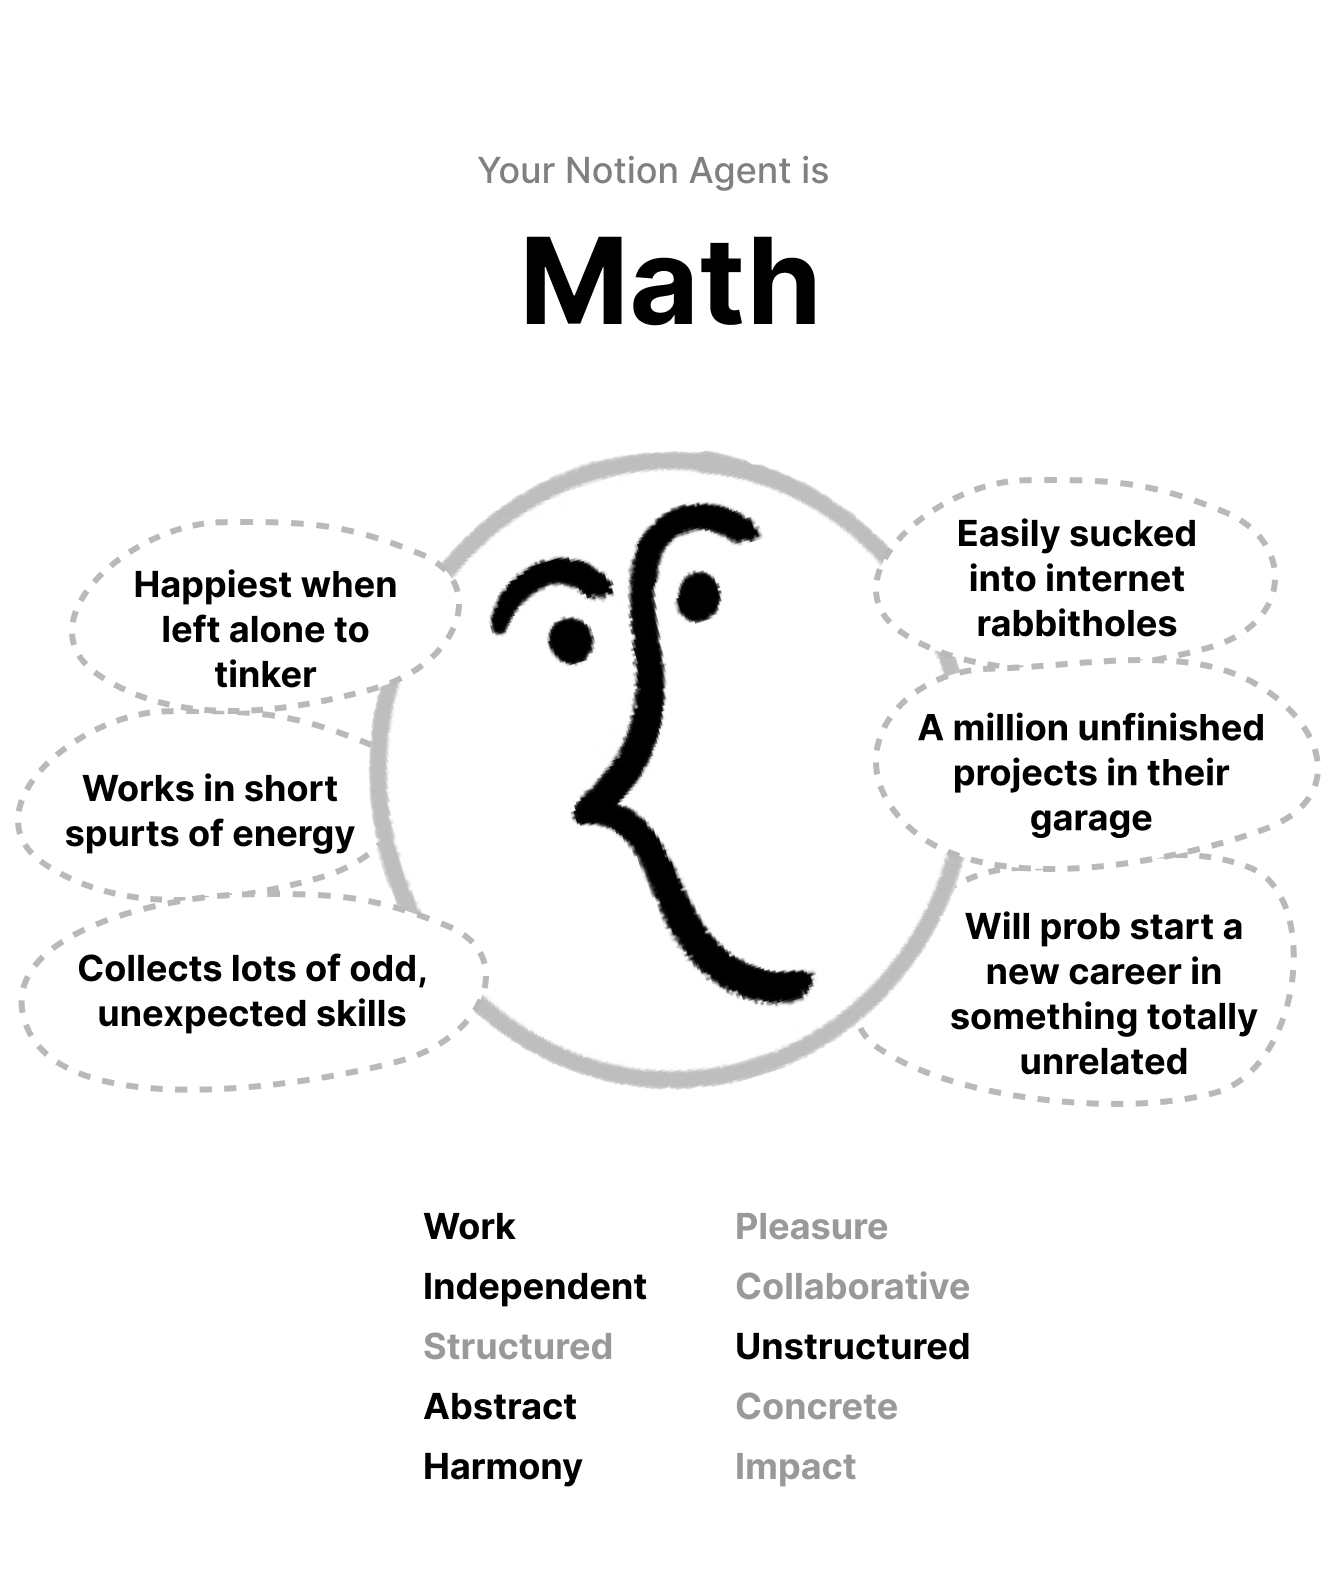 Your Notion Agent is
Math
Happiest when
left alone to
tinker
Works in short
spurts of energy
Collects lots of odd,
unexpected skills
Easily sucked
into internet
rabbitholes
A million unfinished
projects in their
garage
Will prob start a
new career in
something totally
unrelated
Work Pleasure
Independent Collaborative
Structured Unstructured
Abstract Concrete
Harmony Impact